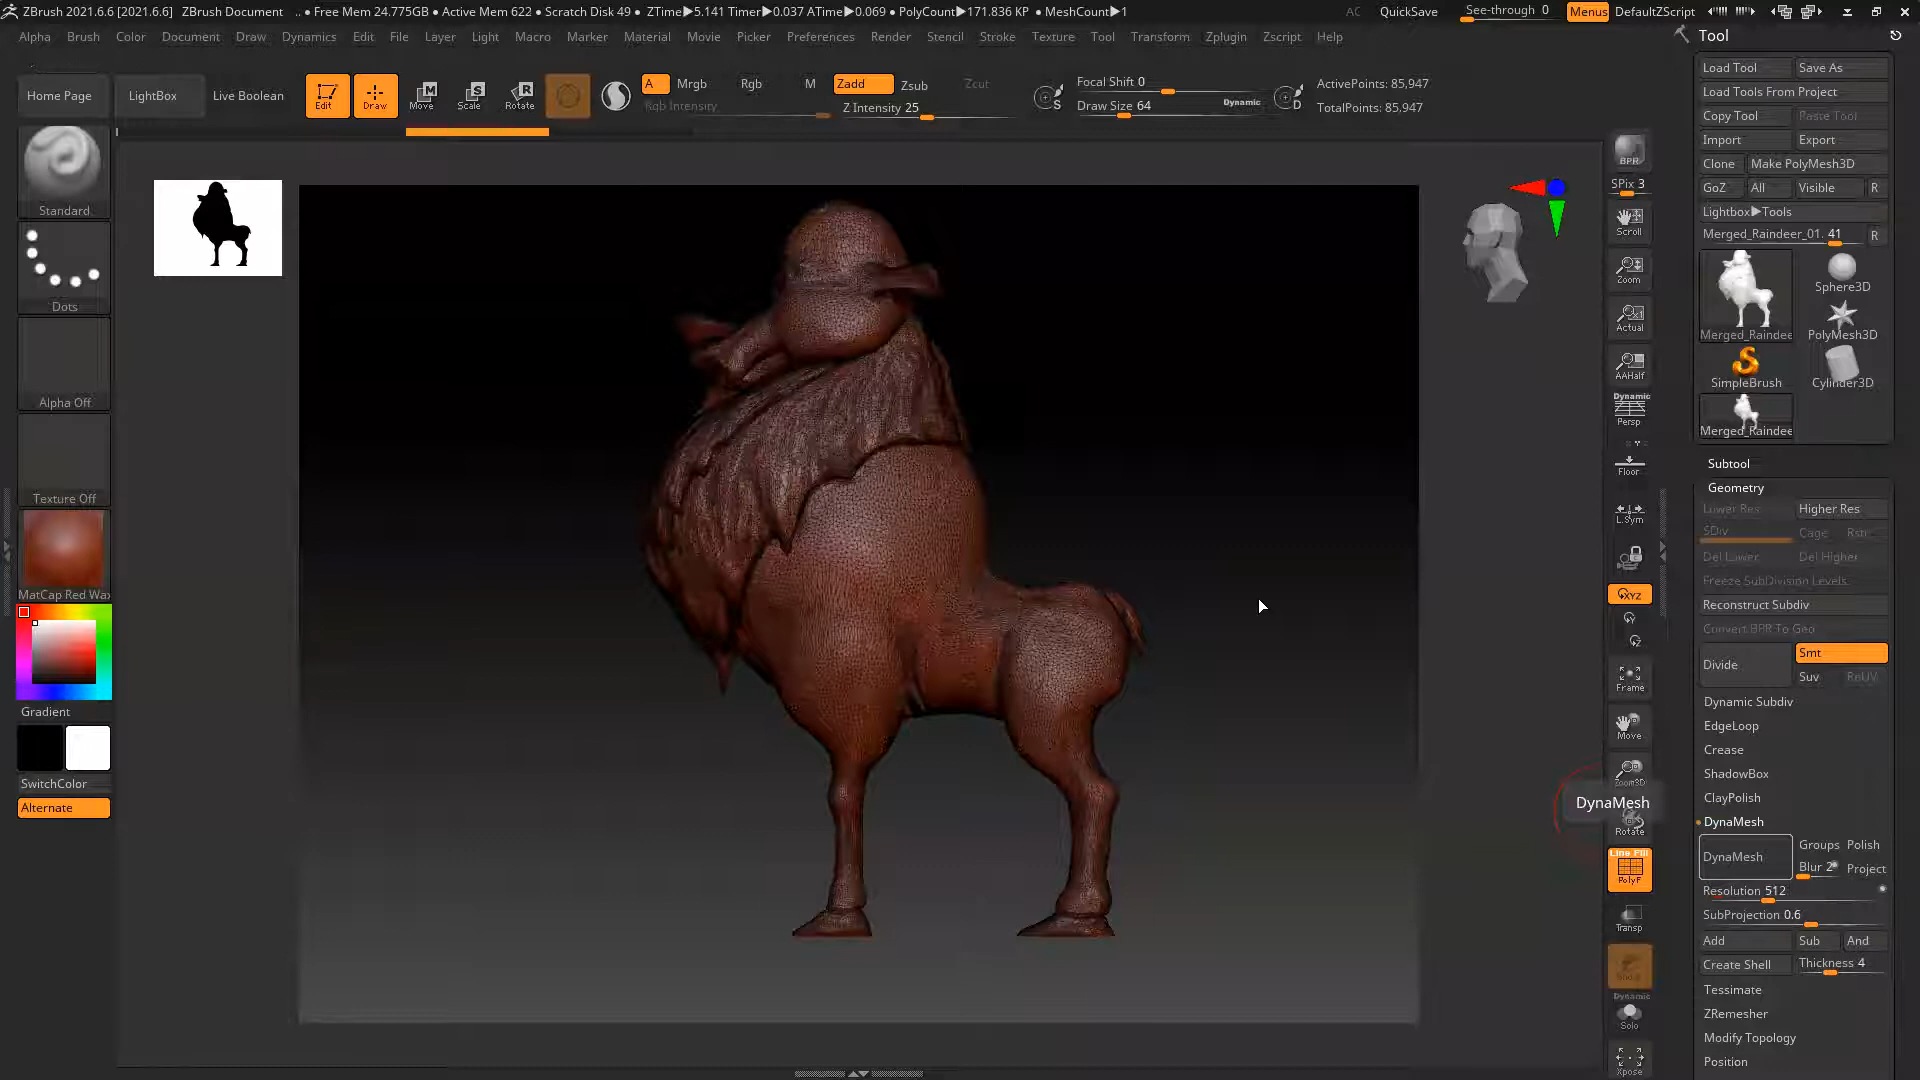 ZBrush 2021.6.6 [2021.6.6] ZBrush Document .. • Free Mem 24.775GB • Active Mem 622 • Scratch Disk 49 • ZTime▶5.141 Timer▶0.037 ATime▶0.069 • PolyCount▶171.836 KP • MeshCount▶1 AC QuickSave See-through 0 Menus DefaultZScript
Alpha Brush Color Document Draw Dynamics Edit File Layer Light Macro Marker Material Movie Picker Preferences Render Stencil Stroke Texture Tool Transform Zplugin Zscript Help
Home Page LightBox Live Boolean
Edit Draw Move Scale Rotate
A Mrgb Rgb M
Rgb Intensity
Zadd Zsub Zcut
Z Intensity 25
S
Focal Shift 0
Draw Size 64 Dynamic
D
ActivePoints: 85,947
TotalPoints: 85,947
Standard
Dots
Alpha Off
Texture Off
MatCap Red Wax
Gradient
SwitchColor
Alternate
BPR
SPix 3
Scroll
Zoom
Actual
AAHalf
Dynamic
Persp
Floor
L.Sym
XYZ
Y
Z
Frame
Move
Zoom3D
DynaMesh
Rotate
Line Fill
PolyF
Transp
Dynamic
Solo
Xpose
Tool
Load Tool Save As
Load Tools From Project
Copy Tool Paste Tool
Import Export
Clone Make PolyMesh3D
GoZ All Visible R
Lightbox▶Tools
Merged_Raindeer_01. 41 R
Merged_Raindee
Sphere3D
PolyMesh3D
SimpleBrush
Cylinder3D
Merged_Raindee
Subtool
Geometry
Lower Res Higher Res
SDiv Cage Rstr
Del Lower Del Higher
Freeze SubDivision Levels
Reconstruct Subdiv
Convert BPR To Geo
Divide Smt
Suv ReUV
Dynamic Subdiv
EdgeLoop
Crease
ShadowBox
ClayPolish
DynaMesh
DynaMesh Groups Polish
Blur 2 Project
Resolution 512
SubProjection 0.6
Add Sub And
Create Shell Thickness 4
Tessimate
ZRemesher
Modify Topology
Position